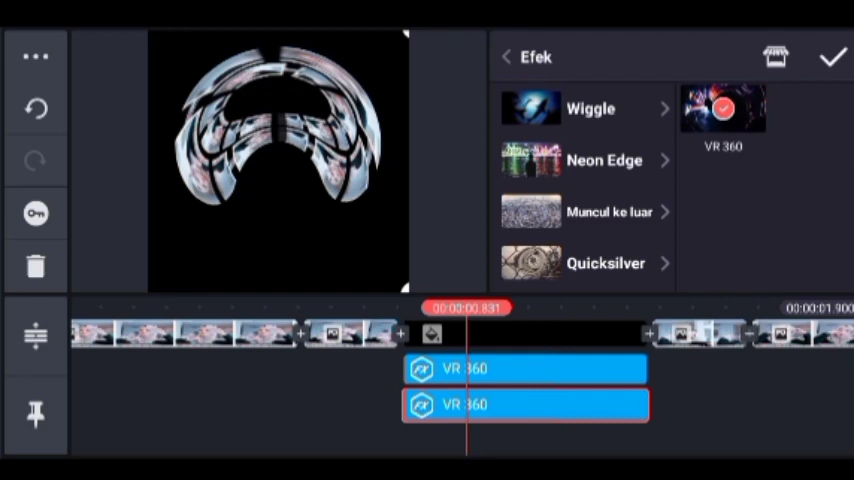 Efek
Wiggle
Neon Edge
Muncul ke luar
Quicksilver
VR 360
00:00:00.831
00:00:01.900
VR 360
VR 360